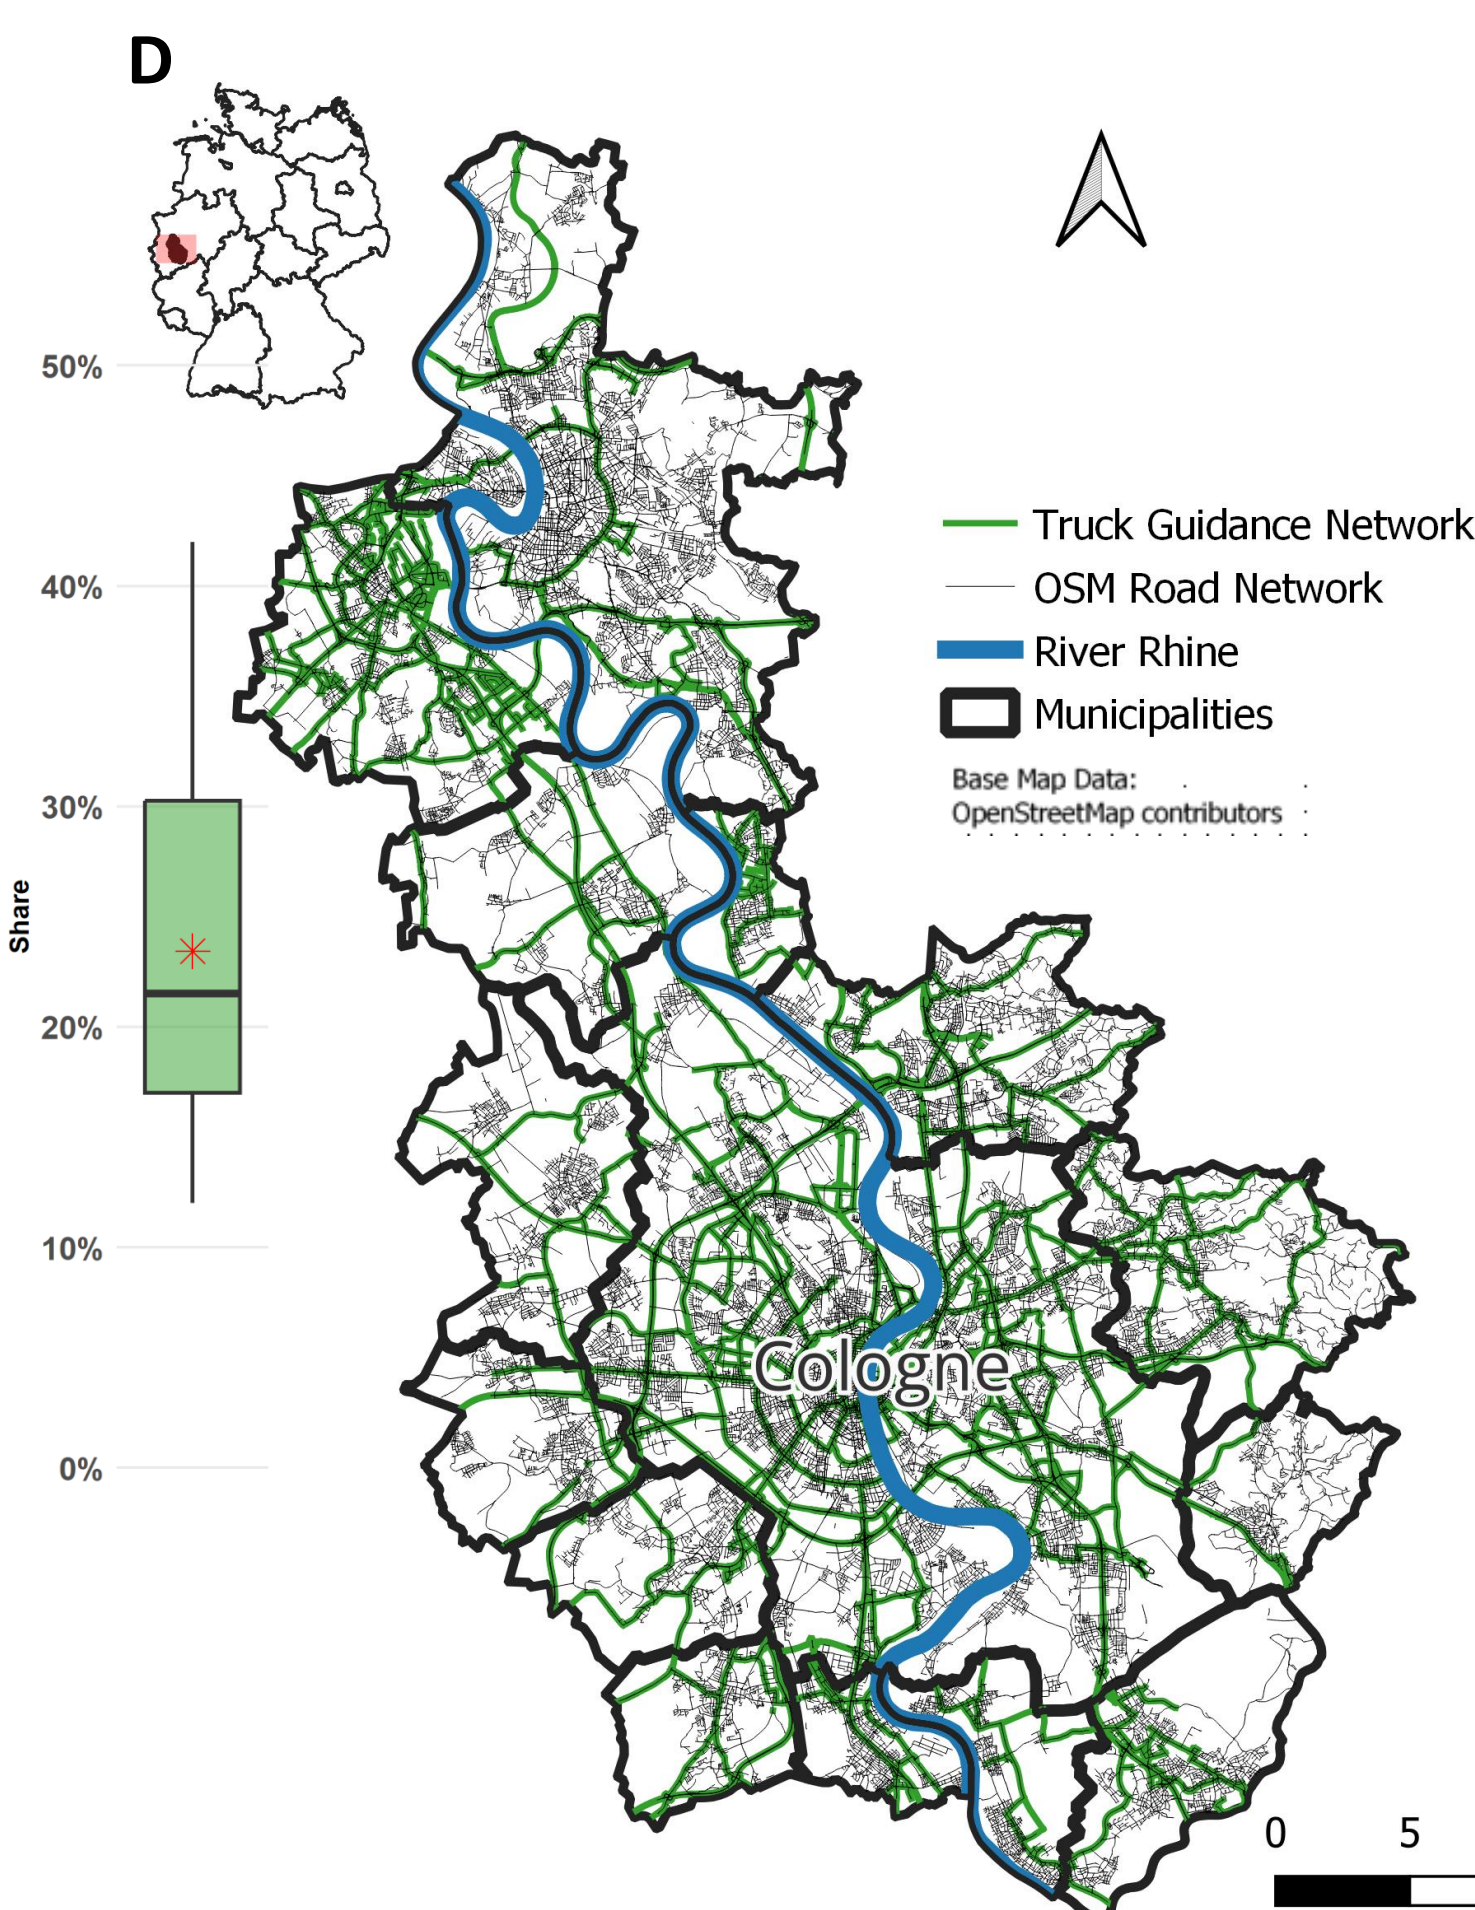 D
50%
40%
30%
20%
10%
0%
Share
Truck Guidance Network
OSM Road Network
River Rhine
Municipalities
Base Map Data:
OpenStreetMap contributors
Cologne
0 5